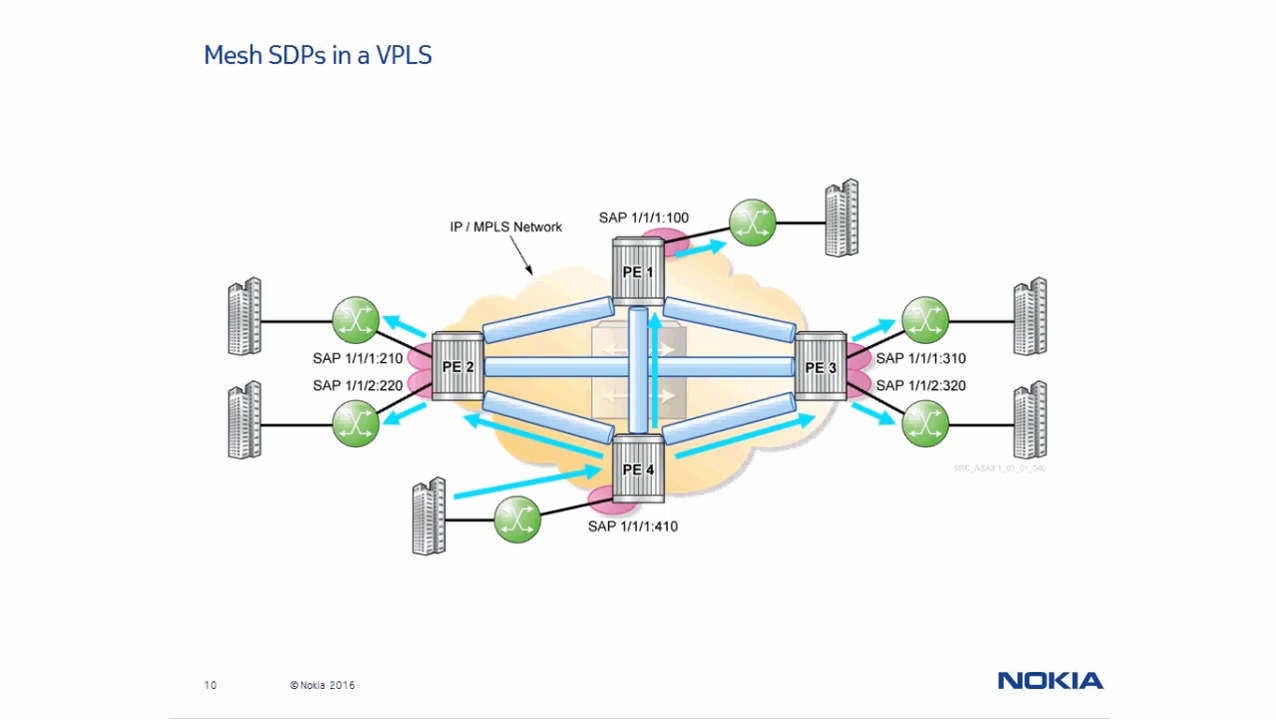 Mesh SDPs in a VPLS
SAP 1/1/1:100
IP / MPLS Network
PE 1
SAP 1/1/1:210
PE 2
SAP 1/1/2:220
PE 3
SAP 1/1/1:310
SAP 1/1/2:320
PE 4
SAP 1/1/1:410
10
© Nokia 2016
NOKIA